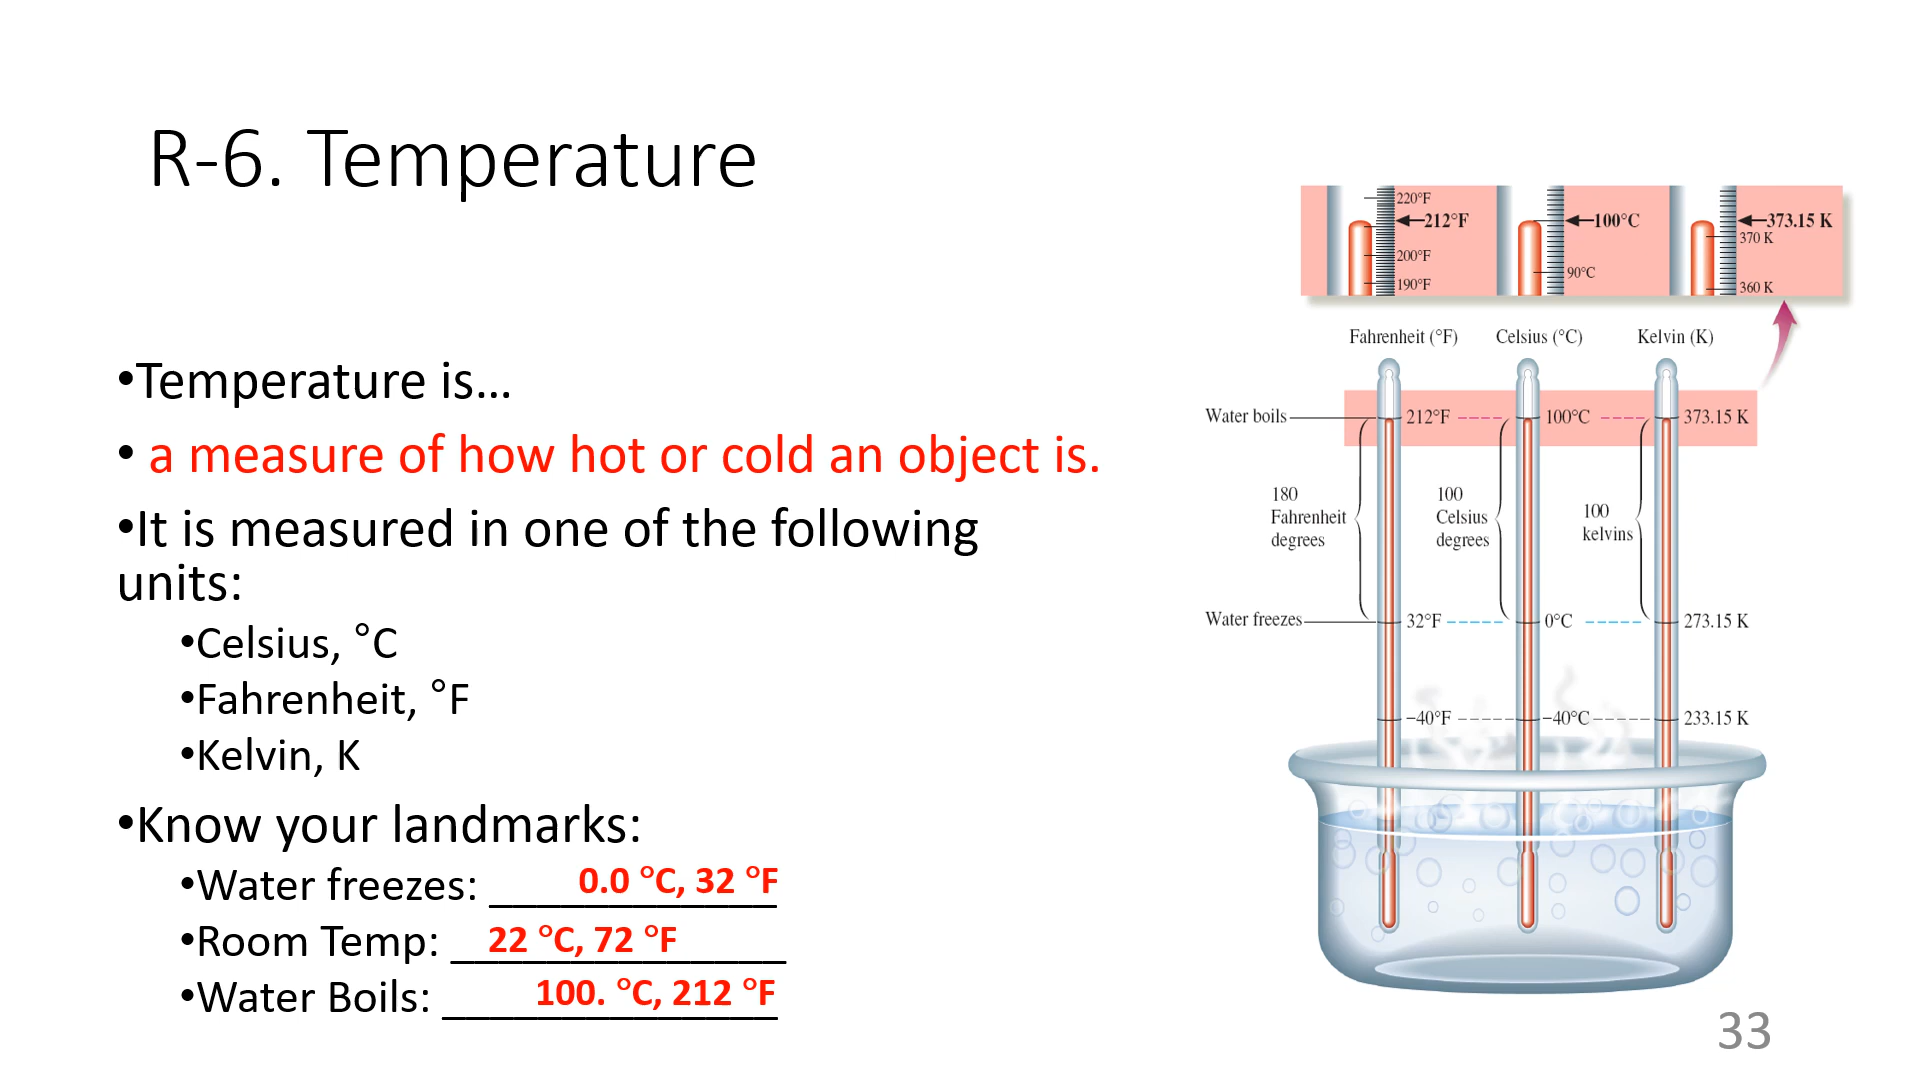 R-6. Temperature
•Temperature is…
• a measure of how hot or cold an object is.
•It is measured in one of the following
units:
•Celsius, °C
•Fahrenheit, °F
•Kelvin, K
•Know your landmarks:
•Water freezes: 0.0 °C, 32 °F
•Room Temp: 22 °C, 72 °F
•Water Boils: 100. °C, 212 °F
220°F
212°F 100°C 373.15 K
370 K
200°F
90°C
190°F 360 K
Fahrenheit (°F) Celsius (°C) Kelvin (K)
Water boils 212°F 100°C 373.15 K
180
Fahrenheit
degrees
100
Celsius
degrees
100
kelvins
Water freezes 32°F 0°C 273.15 K
−40°F −40°C 233.15 K
33